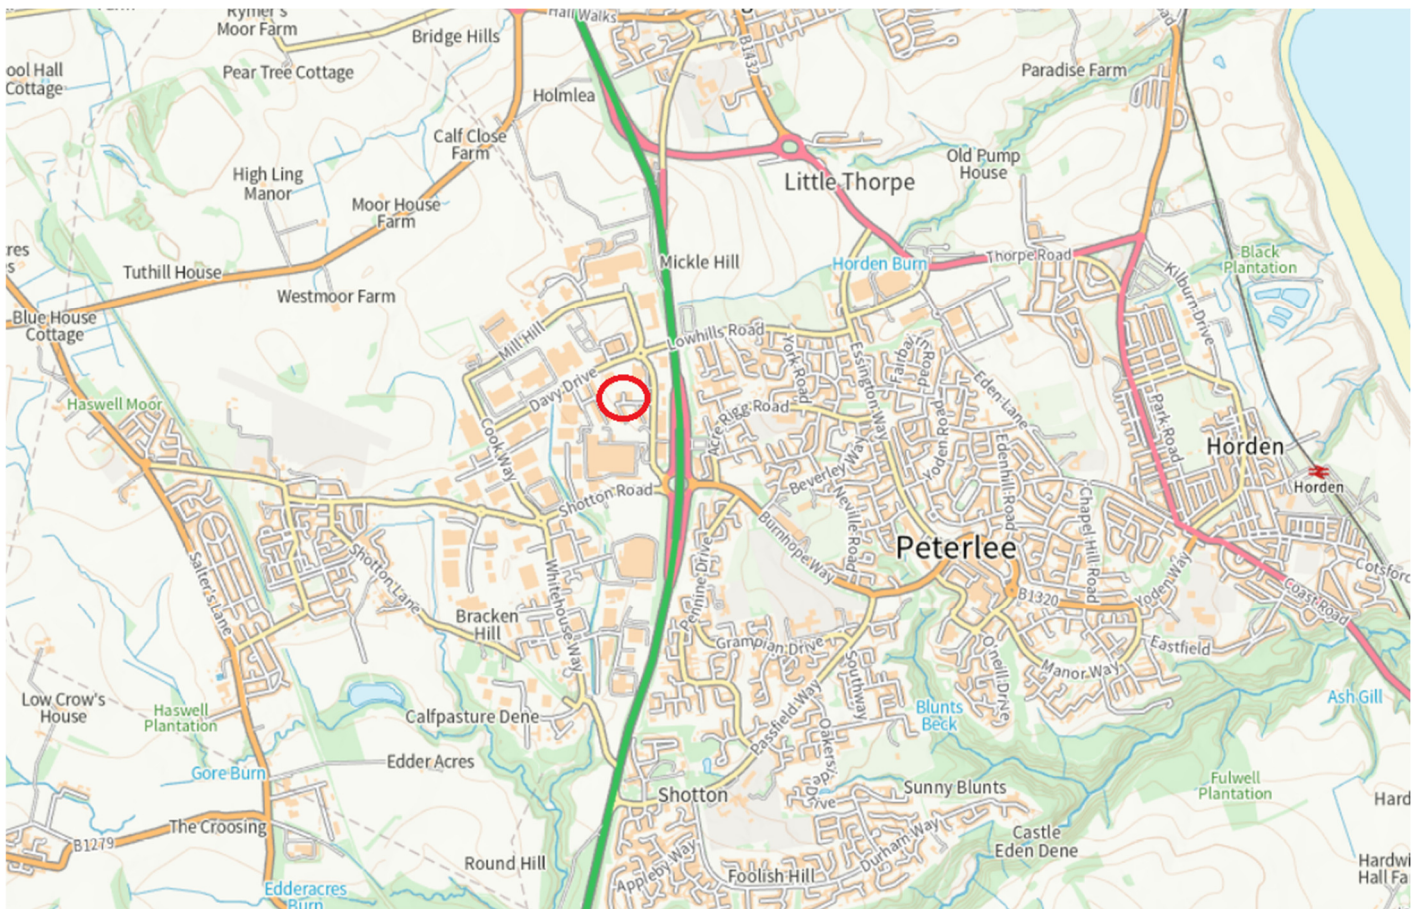 Rymer's
Moor Farm
Hall Walks
Bridge Hills
B1432
ool Hall
Cottage
Pear Tree Cottage
Paradise Farm
Holmlea
Calf Close
Farm
Old Pump
House
High Ling
Manor
Little Thorpe
Moor House
Farm
Tuthill House
Mickle Hill
Horden Burn
Thorpe Road
Black
Plantation
Westmoor Farm
Kilburn Drive
Blue House
Cottage
Mill Hill
Lowhills Road
York Road
Essington Way
Davy Drive
Eden Lane
Haswell Moor
Acre Rigg Road
Yoden Road
Park Road
Cook Way
Edenhill Road
Horden
Beverley Way
Neville Road
Shotton Road
Chapel Hill Road
Horden
Burnhope Way
Peterlee
Salter's Lane
Shotton Lane
Whitehouse Way
Pennine Drive
B1320
Yoden Way
Coast Road
Cotsford
Bracken
Hill
Grampian Drive
O'neill Drive
Eastfield
Manor Way
Southway
Low Crow's
House
Haswell
Plantation
Calfpasture Dene
Passfield Way
Blunts
Beck
Ash Gill
Gore Burn
Edder Acres
Shotton
Sunny Blunts
Fulwell
Plantation
The Croosing
B1279
Durham Way
Castle
Eden Dene
Hard
Round Hill
Appleby Way
Foolish Hill
Hardwi
Hall Fa
Edderacres
Burn